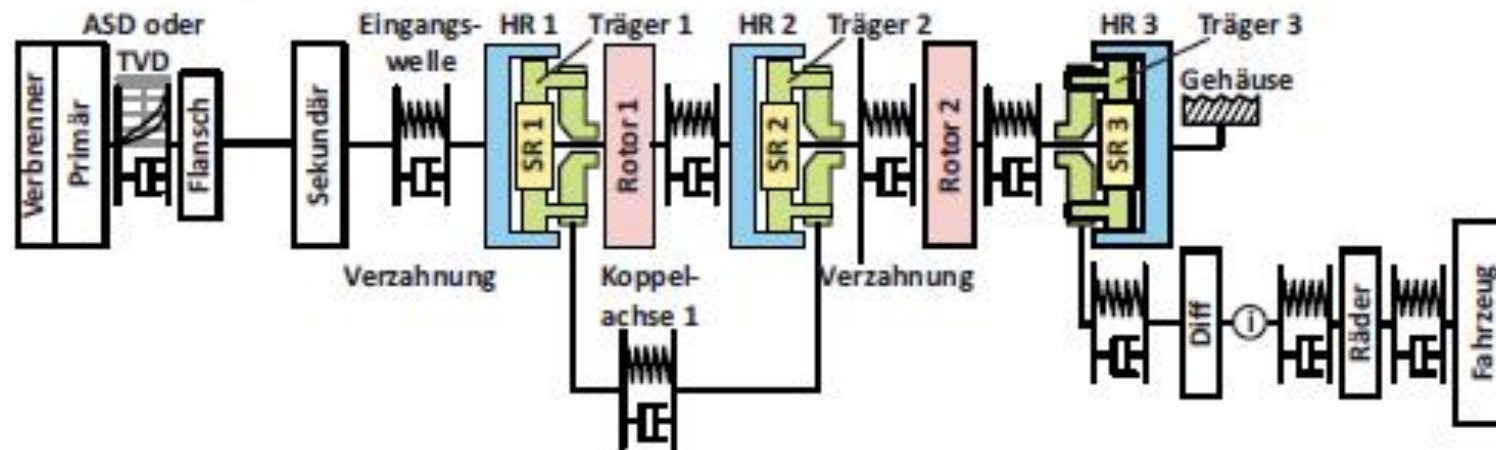 ASD oder
TVD
Eingangs-
welle
HR 1
Träger 1
HR 2
Träger 2
HR 3
Träger 3
Gehäuse
Verbrenner
Primär
Flansch
Sekundär
SR 1
Rotor 1
SR 2
Rotor 2
SR 3
Verzahnung
Koppel-
achse 1
Verzahnung
Diff
i
Räder
Fahrzeug